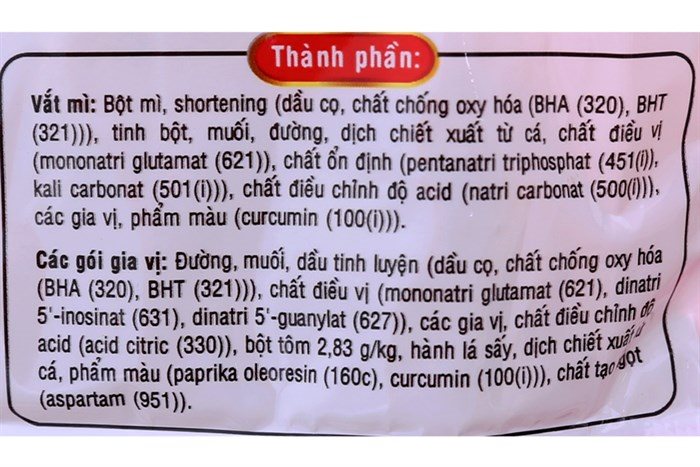 Thành phần:
Vắt mì: Bột mì, shortening (dầu cọ, chất chống oxy hóa (BHA (320), BHT
(321))), tinh bột, muối, đường, dịch chiết xuất từ cá, chất điều vị
(mononatri glutamat (621)), chất ổn định (pentanatri triphosphat (451(i)),
kali carbonat (501(i))), chất điều chỉnh độ acid (natri carbonat (500(i))),
các gia vị, phẩm màu (curcumin (100(i))).
Các gói gia vị: Đường, muối, dầu tinh luyện (dầu cọ, chất chống oxy hóa
(BHA (320), BHT (321))), chất điều vị (mononatri glutamat (621), dinatri
5'-inosinat (631), dinatri 5'-guanylat (627)), các gia vị, chất điều chỉnh độ
acid (acid citric (330)), bột tôm 2,83 g/kg, hành lá sấy, dịch chiết xuất từ
cá, phẩm màu (paprika oleoresin (160c), curcumin (100(i))), chất tạo ngọt
(aspartam (951)).